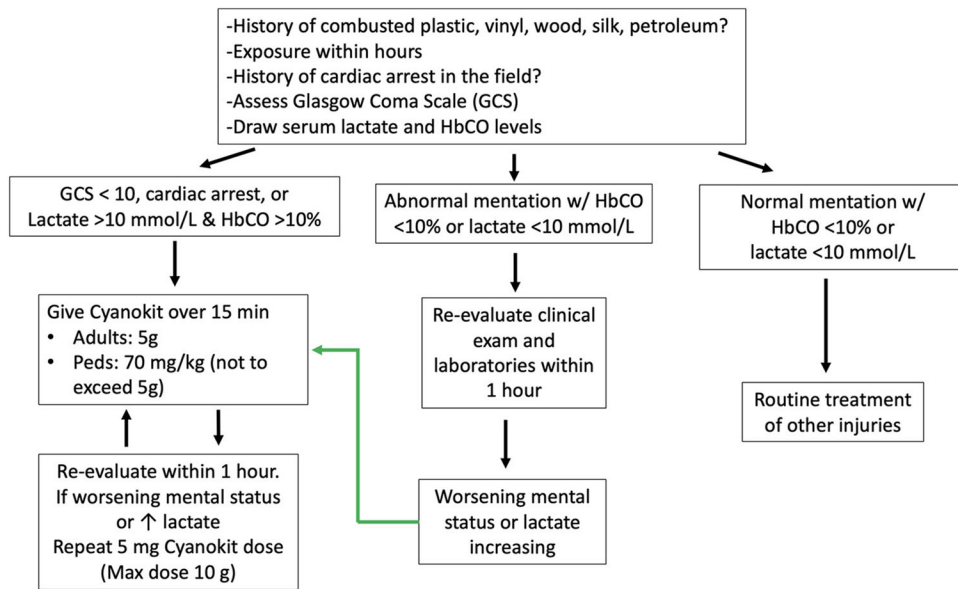 -History of combusted plastic, vinyl, wood, silk, petroleum?
-Exposure within hours
-History of cardiac arrest in the field?
-Assess Glasgow Coma Scale (GCS)
-Draw serum lactate and HbCO levels
GCS < 10, cardiac arrest, or
Lactate >10 mmol/L & HbCO >10%
Abnormal mentation w/ HbCO
<10% or lactate <10 mmol/L
Normal mentation w/
HbCO <10% or
lactate <10 mmol/L
Give Cyanokit over 15 min
• Adults: 5g
• Peds: 70 mg/kg (not to
exceed 5g)
Re-evaluate clinical
exam and
laboratories within
1 hour
Routine treatment
of other injuries
Re-evaluate within 1 hour.
If worsening mental status
or ↑ lactate
Repeat 5 mg Cyanokit dose
(Max dose 10 g)
Worsening mental
status or lactate
increasing